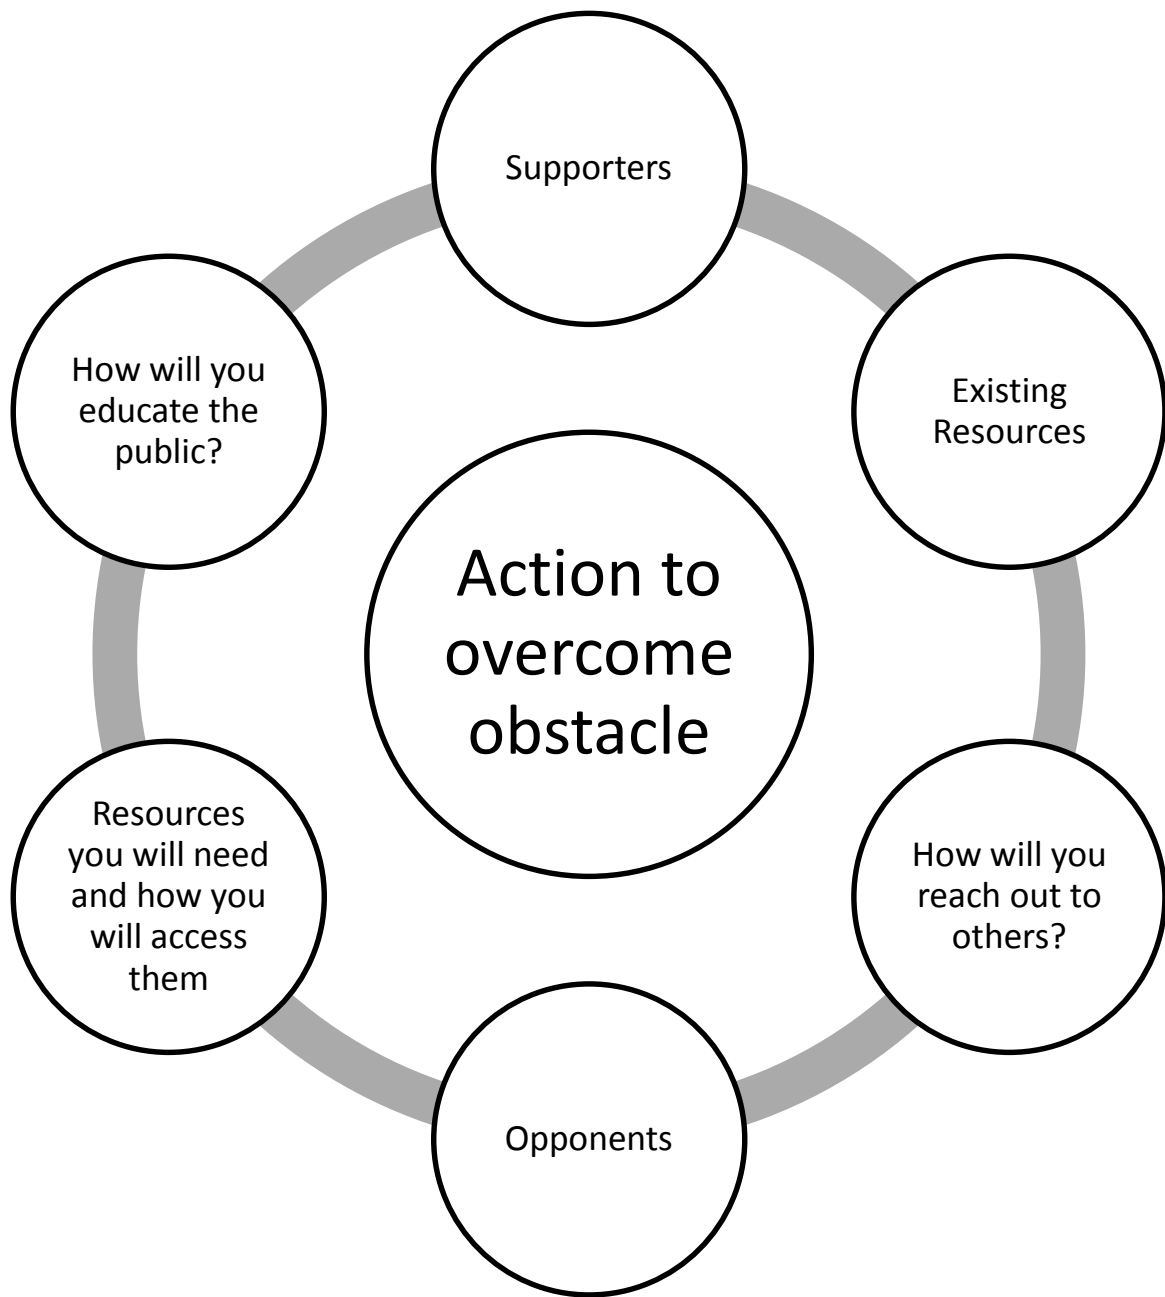 Supporters
How will you
educate the
public?
Existing
Resources
Action to
overcome
obstacle
Resources
you will need
and how you
will access
them
How will you
reach out to
others?
Opponents